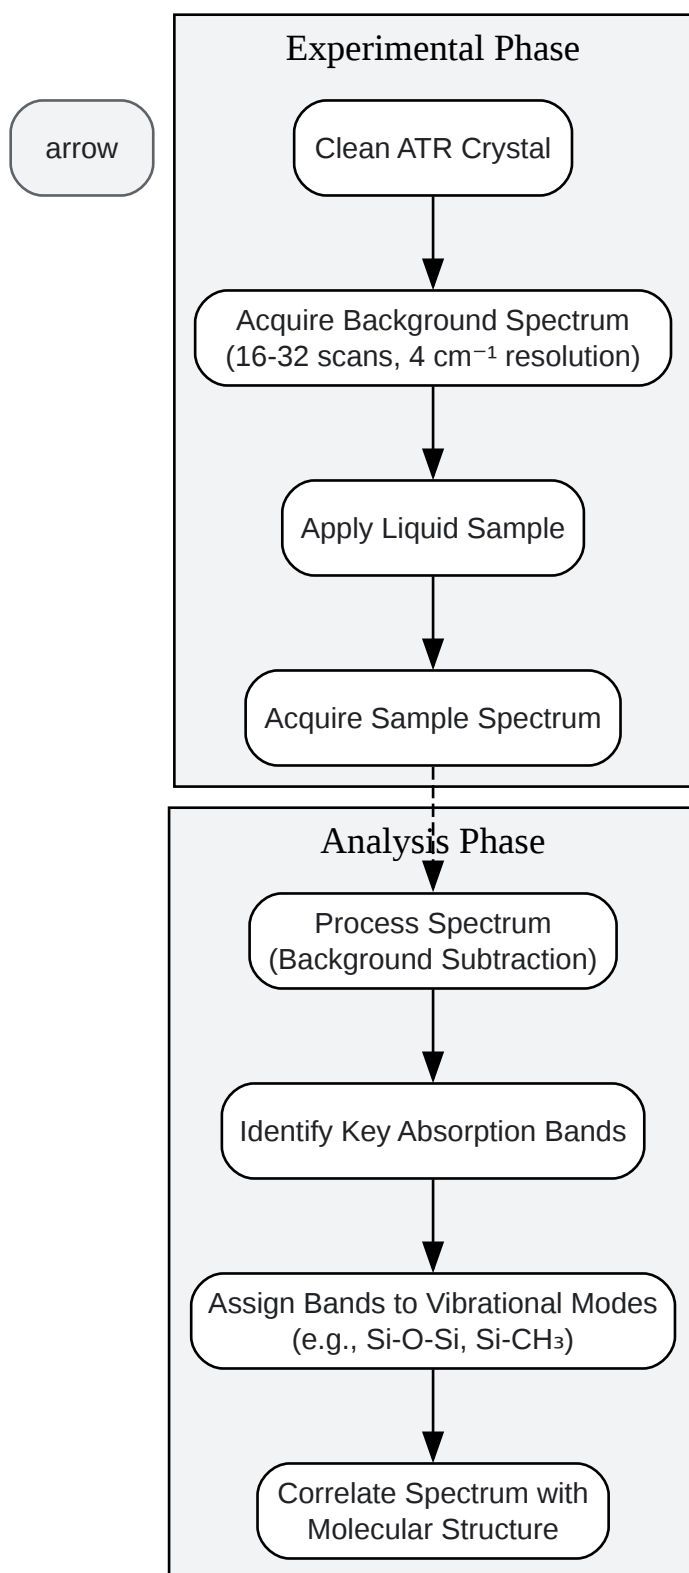 Experimental Phase
arrow
Clean ATR Crystal
Acquire Background Spectrum
(16-32 scans, 4 cm⁻¹ resolution)
Apply Liquid Sample
Acquire Sample Spectrum
Analysis Phase
Process Spectrum
(Background Subtraction)
Identify Key Absorption Bands
Assign Bands to Vibrational Modes
(e.g., Si-O-Si, Si-CH₃)
Correlate Spectrum with
Molecular Structure